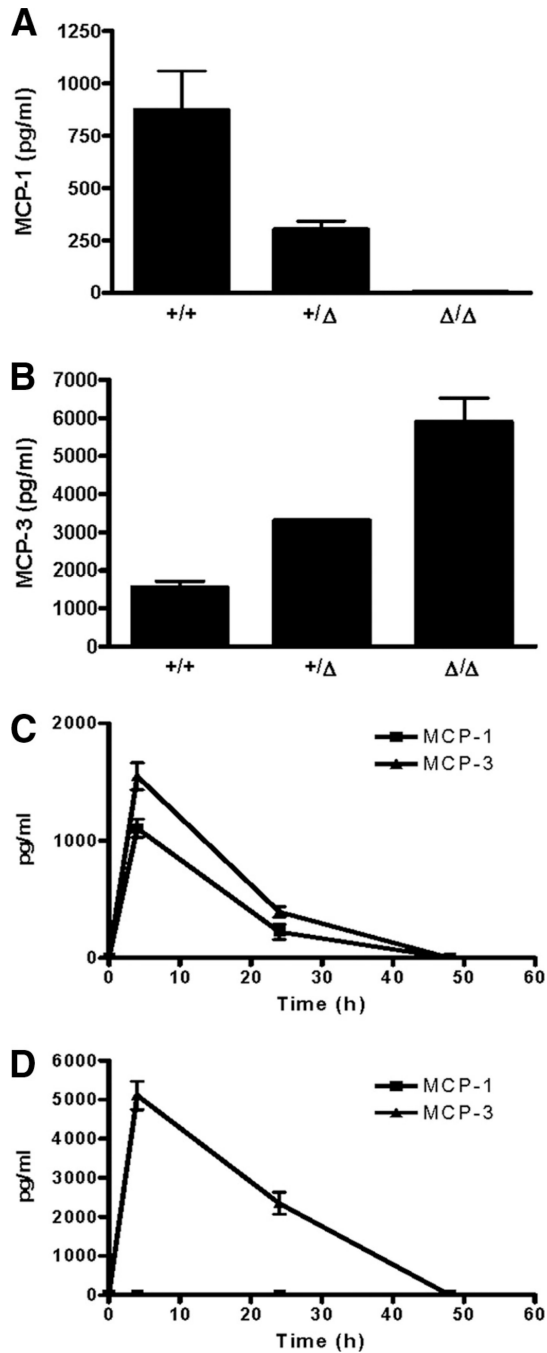 A
MCP-1 (pg/ml)
1250
1000
750
500
250
0
+/+ +/Δ Δ/Δ
B
MCP-3 (pg/ml)
7000
6000
5000
4000
3000
2000
1000
0
+/+ +/Δ Δ/Δ
C
pg/ml
2000
1000
0
MCP-1
MCP-3
0 10 20 30 40 50 60
Time (h)
D
pg/ml
6000
5000
4000
3000
2000
1000
0
MCP-1
MCP-3
0 10 20 30 40 50 60
Time (h)